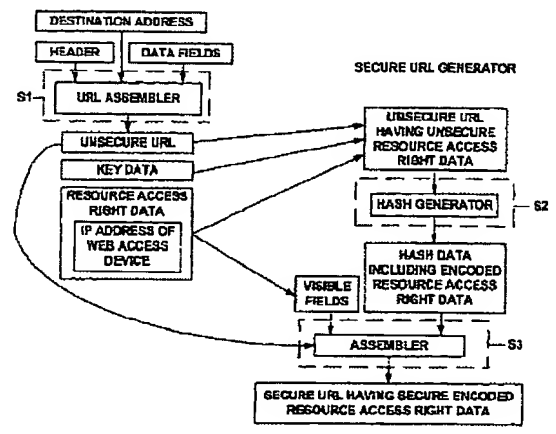 DESTINATION ADDRESS
HEADER
DATA FIELDS
SECURE URL GENERATOR
S1
URL ASSEMBLER
UNSECURE URL
KEY DATA
RESOURCE ACCESS
RIGHT DATA
IP ADDRESS OF
WEB ACCESS
DEVICE
UNSECURE URL
HAVING UNSECURE
RESOURCE ACCESS
RIGHT DATA
HASH GENERATOR
S2
HASH DATA
INCLUDING ENCODED
RESOURCE ACCESS
RIGHT DATA
VISIBLE
FIELDS
ASSEMBLER
S3
SECURE URL HAVING SECURE ENCODED
RESOURCE ACCESS RIGHT DATA